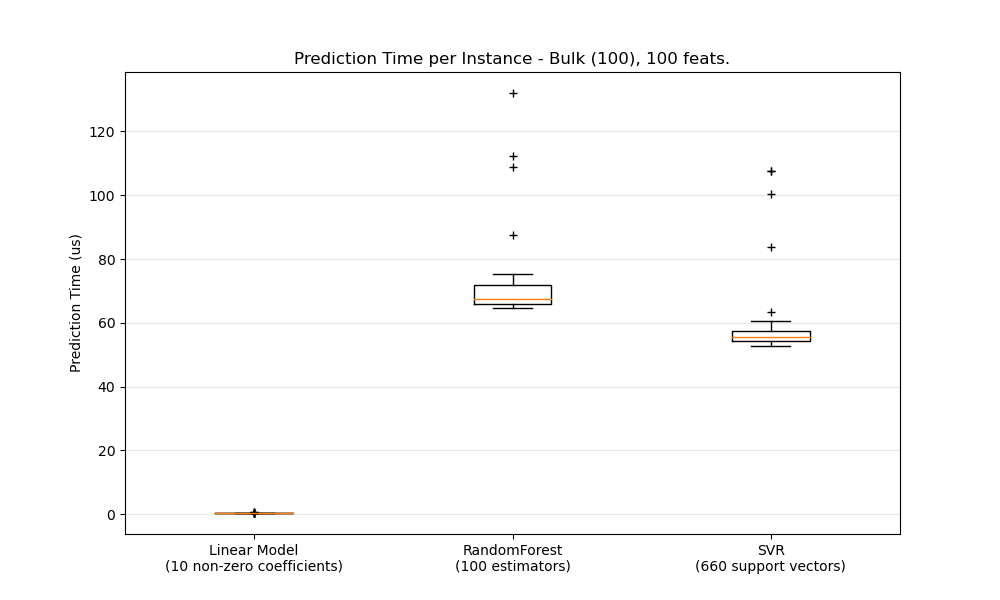 Prediction Time per Instance - Bulk (100), 100 feats.
Prediction Time (us)
120
100
80
60
40
20
0
Linear Model
(10 non-zero coefficients)
RandomForest
(100 estimators)
SVR
(660 support vectors)